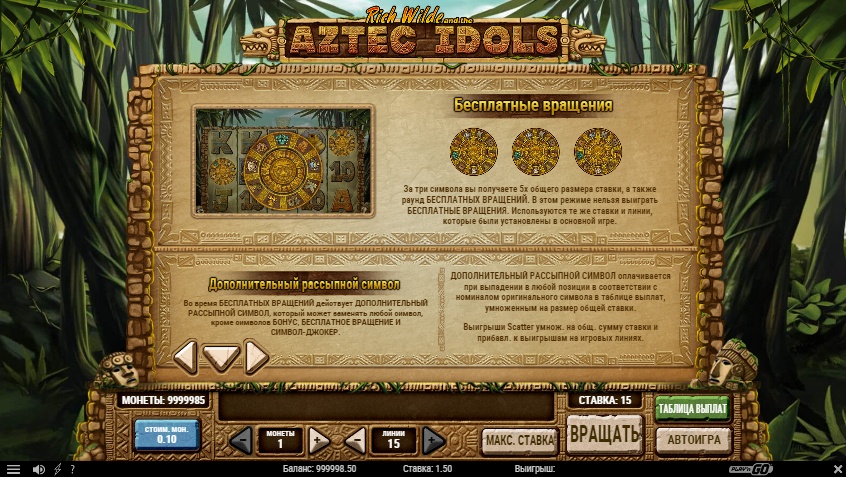 Rich Wilde and the
AZTEC IDOLS
Бесплатные вращения
За три символа вы получаете 5x общего размера ставки, а также
раунд БЕСПЛАТНЫХ ВРАЩЕНИЙ. В этом режиме нельзя выиграть
БЕСПЛАТНЫЕ ВРАЩЕНИЯ. Используются те же ставки и линии,
которые были установлены в основной игре.
Дополнительный рассыпной символ
Во время БЕСПЛАТНЫХ ВРАЩЕНИЙ действует ДОПОЛНИТЕЛЬНЫЙ
РАССЫПНОЙ СИМВОЛ, который может заменять любой символ,
кроме символов БОНУС, БЕСПЛАТНОЕ ВРАЩЕНИЕ И
СИМВОЛ-ДЖОКЕР.
ДОПОЛНИТЕЛЬНЫЙ РАССЫПНОЙ СИМВОЛ оплачивается
при выпадении в любой позиции в соответствии с
номиналом оригинального символа в таблице выплат,
умноженным на размер общей ставки.
Выигрыши Scatter умнож. на общ. сумму ставки и
прибавл. к выигрышам на игровых линиях.
МОНЕТЫ: 9999985
СТАВКА: 15
ТАБЛИЦА ВЫПЛАТ
СТОИМ. МОН.
0.10
МОНЕТЫ
1
ЛИНИИ
15
МАКС. СТАВКА
ВРАЩАТЬ
АВТОИГРА
Баланс: 999998.50
Ставка: 1.50
Выигрыш:
PLAY'N GO